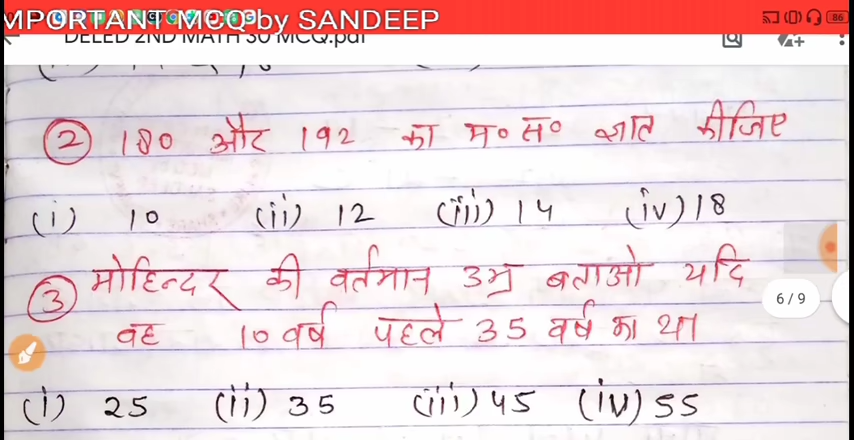 MPORTANT MCQ by SANDEEP
86
DELED 2ND MATH 30 MCQ.pdf
② 180 और 192 का म० स० ज्ञात कीजिए
(i) 10 (ii) 12 (iii) 14 (iv) 18
③ मोहिन्दर की वर्तमान उम्र बताओ यदि
वह 10 वर्ष पहले 35 वर्ष का था
6/9
(i) 25 (ii) 35 (iii) 45 (iv) 55